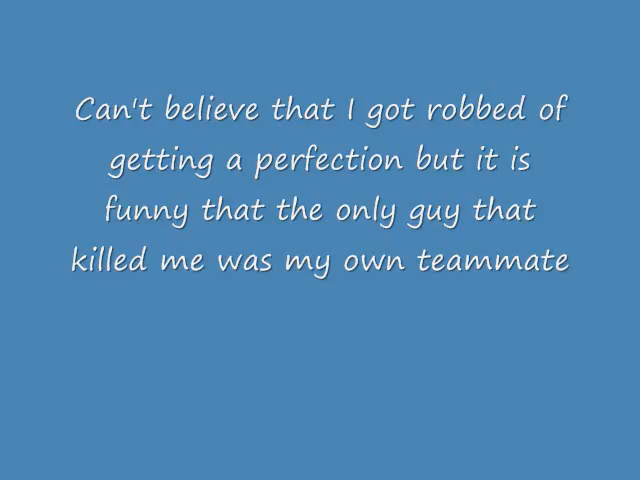 Can't believe that I got robbed of
getting a perfection but it is
funny that the only guy that
killed me was my own teammate